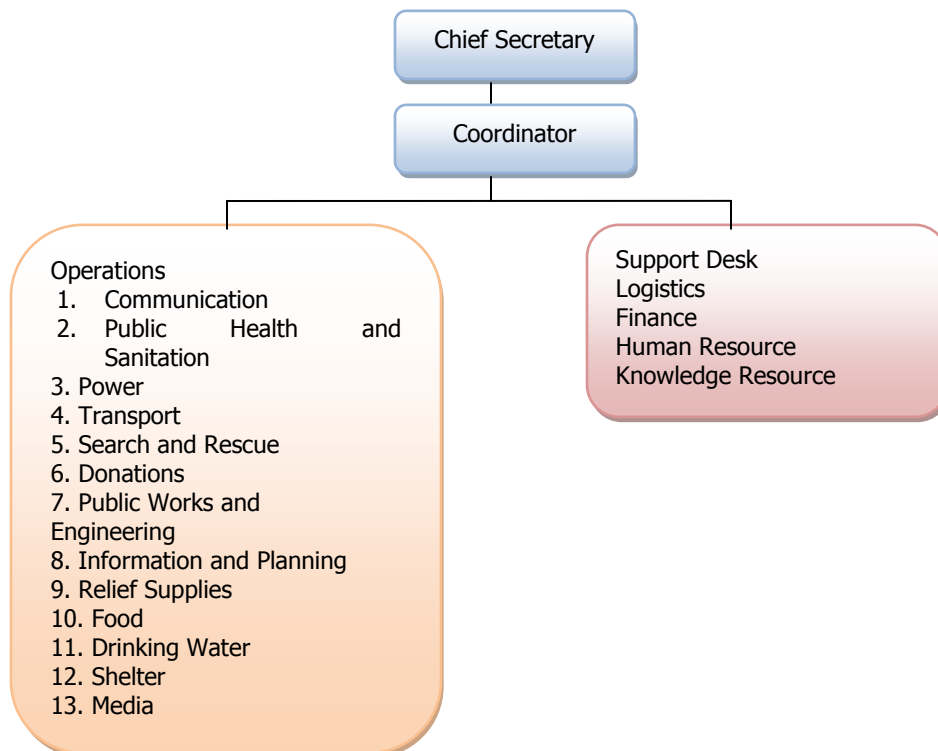 Chief Secretary
Coordinator
Operations
1. Communication
2. Public Health and
Sanitation
3. Power
4. Transport
5. Search and Rescue
6. Donations
7. Public Works and
Engineering
8. Information and Planning
9. Relief Supplies
10. Food
11. Drinking Water
12. Shelter
13. Media
Support Desk
Logistics
Finance
Human Resource
Knowledge Resource